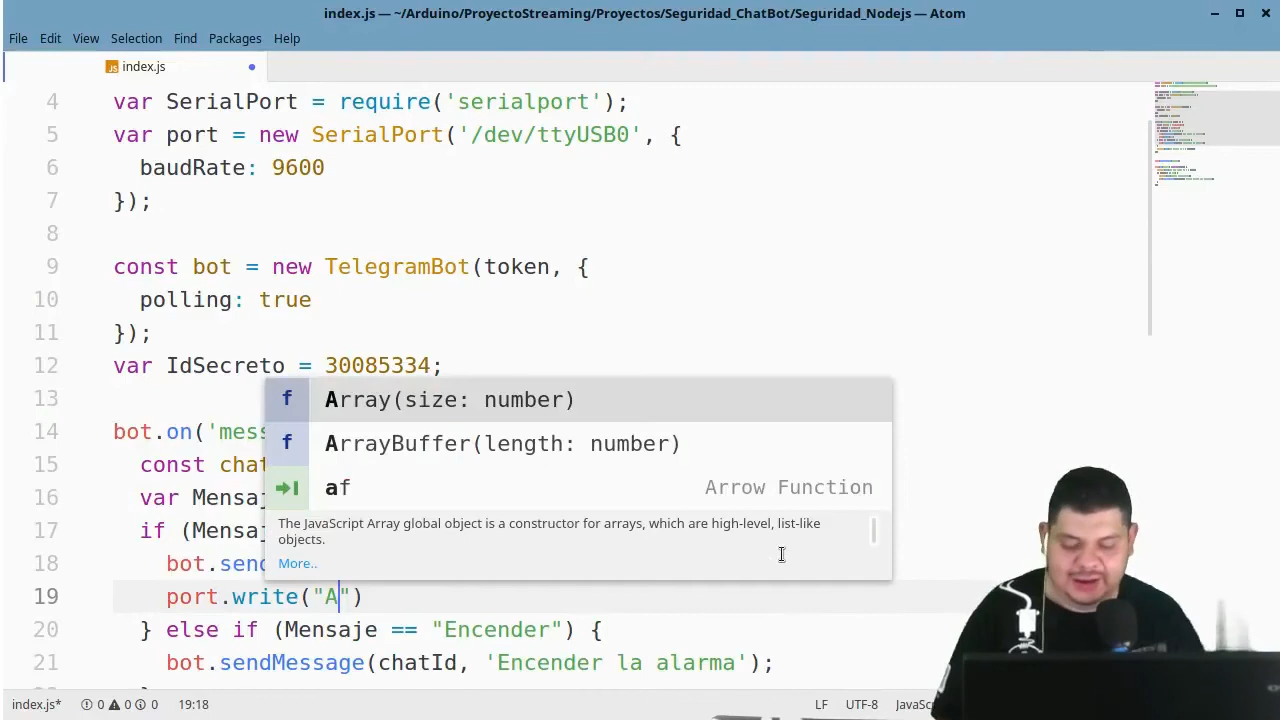 index.js — ~/Arduino/ProyectoStreaming/Proyectos/Seguridad_ChatBot/Seguridad_Nodejs — Atom
File Edit View Selection Find Packages Help
JS index.js
4 var SerialPort = require('serialport');
5 var port = new SerialPort('/dev/ttyUSB0', {
6 baudRate: 9600
7 });
8
9 const bot = new TelegramBot(token, {
10 polling: true
11 });
12 var IdSecreto = 30085334;
13
f Array(size: number)
14 bot.on('mess
f ArrayBuffer(length: number)
15 const chat
af Arrow Function
16 var Mensaj
The JavaScript Array global object is a constructor for arrays, which are high-level, list-like
objects.
17 if (Mensaj
18 bot.send
More..
19 port.write("A")
20 } else if (Mensaje == "Encender") {
21 bot.sendMessage(chatId, 'Encender la alarma');
index.js* 0 0 0 19:18 LF UTF-8 JavaSc